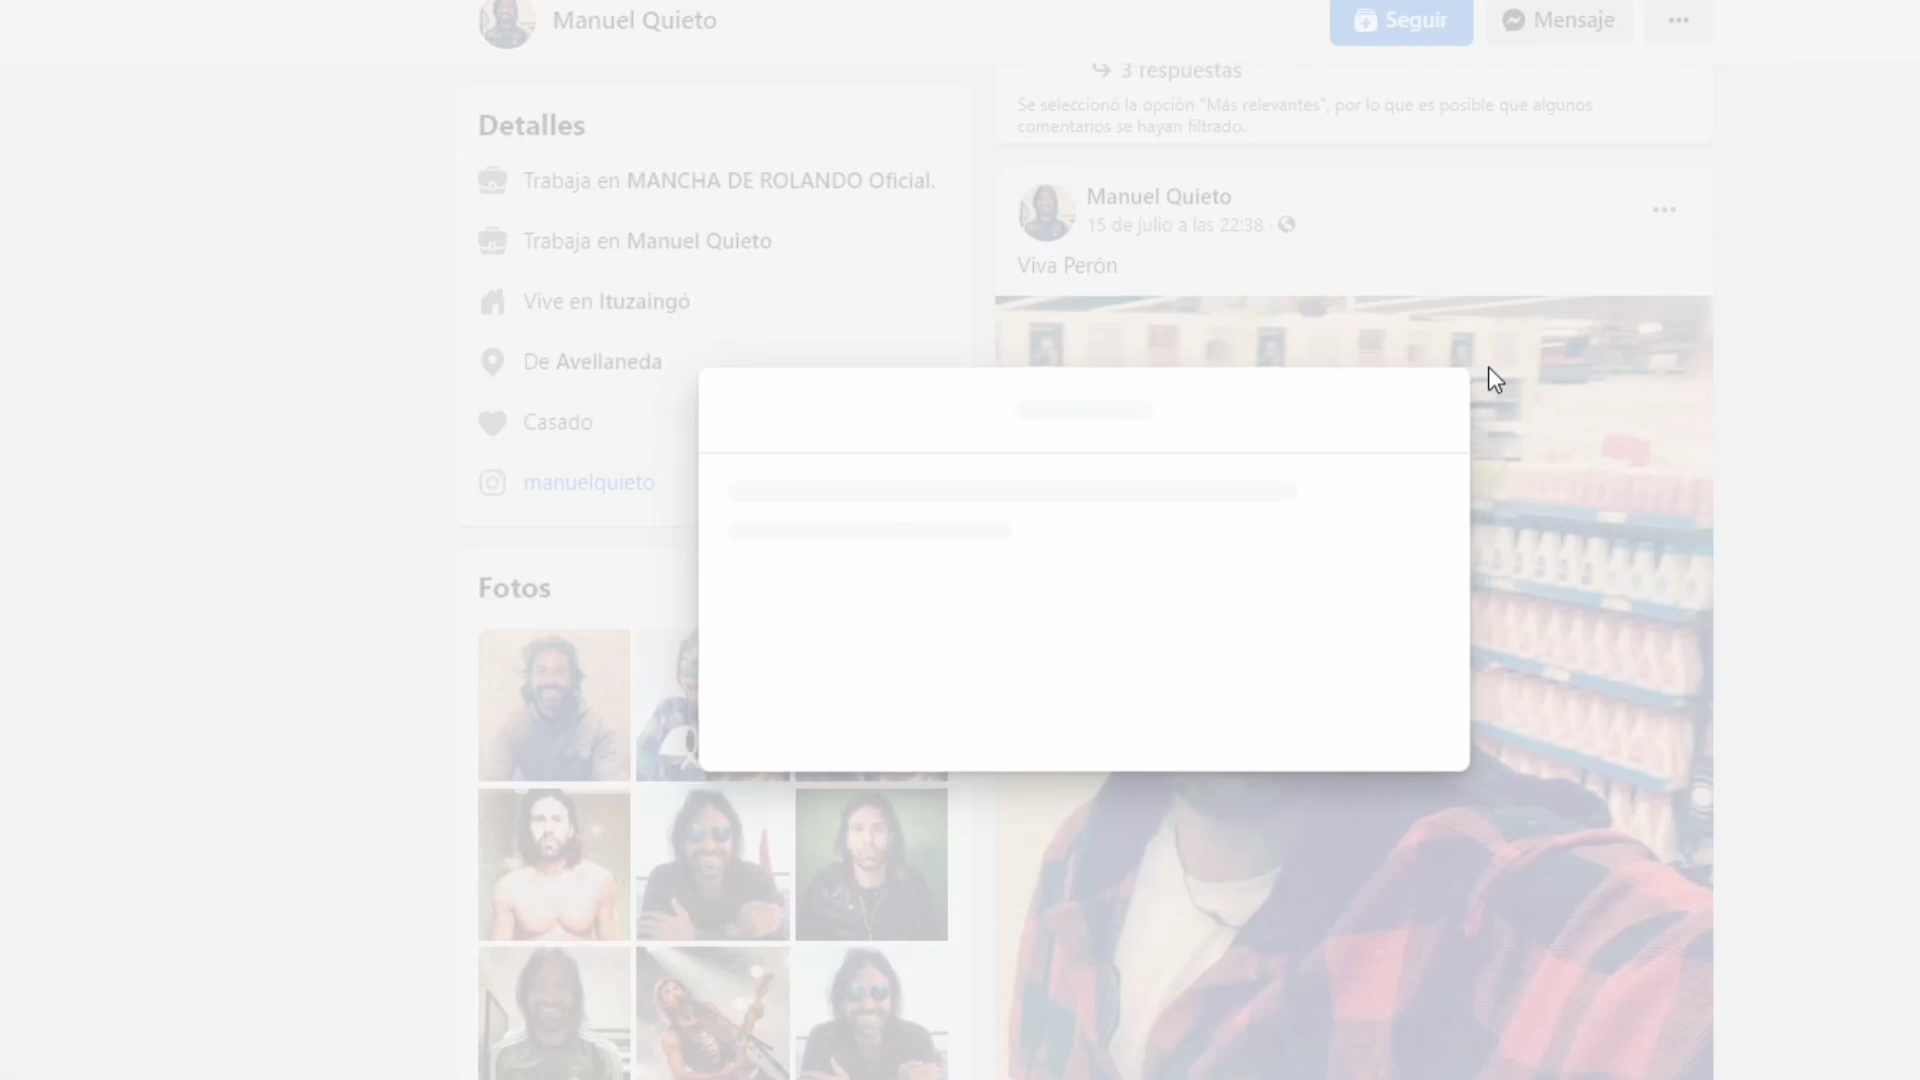 Manuel Quieto
Seguir
Mensaje
Detalles
Trabaja en MANCHA DE ROLANDO Oficial.
Trabaja en Manuel Quieto
Vive en Ituzaingó
De Avellaneda
Casado
manuelquieto
Fotos
3 respuestas
Se seleccionó la opción "Más relevantes", por lo que es posible que algunos
comentarios se hayan filtrado.
Manuel Quieto
15 de julio a las 22:38 ·
Viva Perón